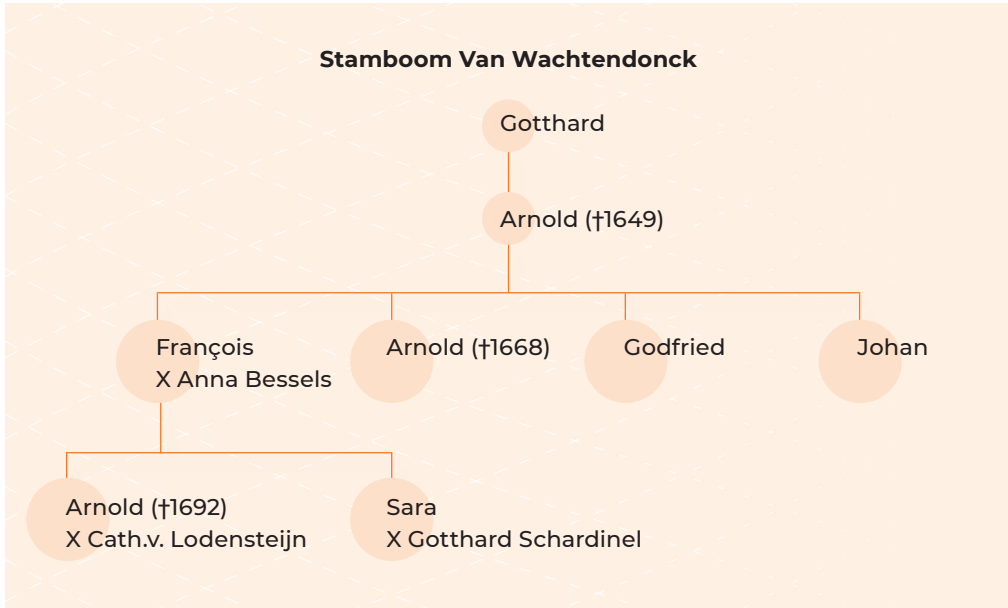 Stamboom Van Wachtendonck
Gotthard
Arnold (†1649)
François
X Anna Bessels
Arnold (†1668)
Godfried
Johan
Arnold (†1692)
X Cath.v. Lodensteijn
Sara
X Gotthard Schardinel